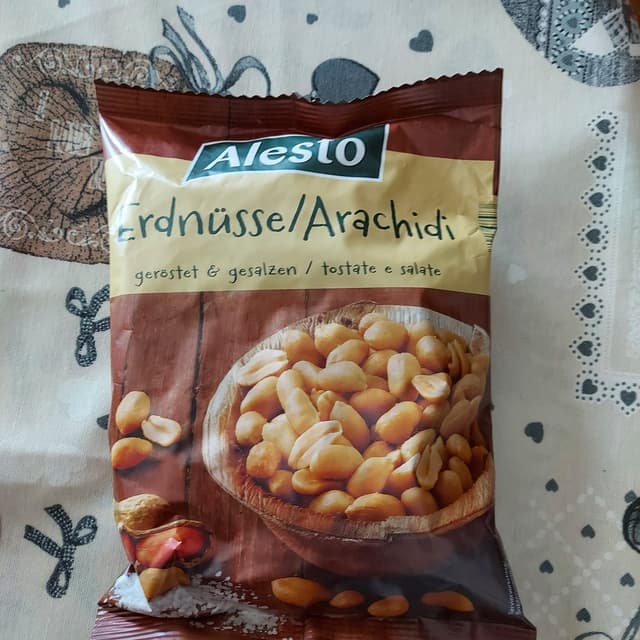 Alesto
Erdnüsse/Arachidi
geröstet & gesalzen / tostate e salate